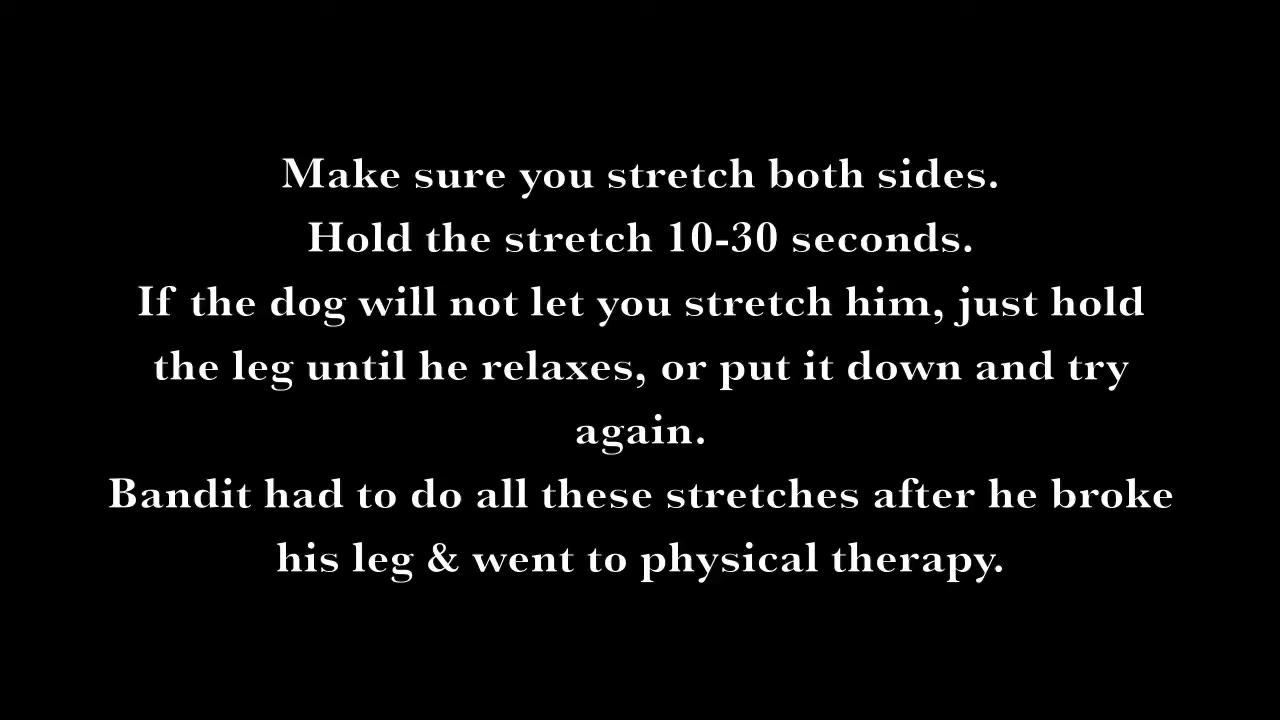 Make sure you stretch both sides.
Hold the stretch 10-30 seconds.
If the dog will not let you stretch him, just hold
the leg until he relaxes, or put it down and try
again.
Bandit had to do all these stretches after he broke
his leg & went to physical therapy.